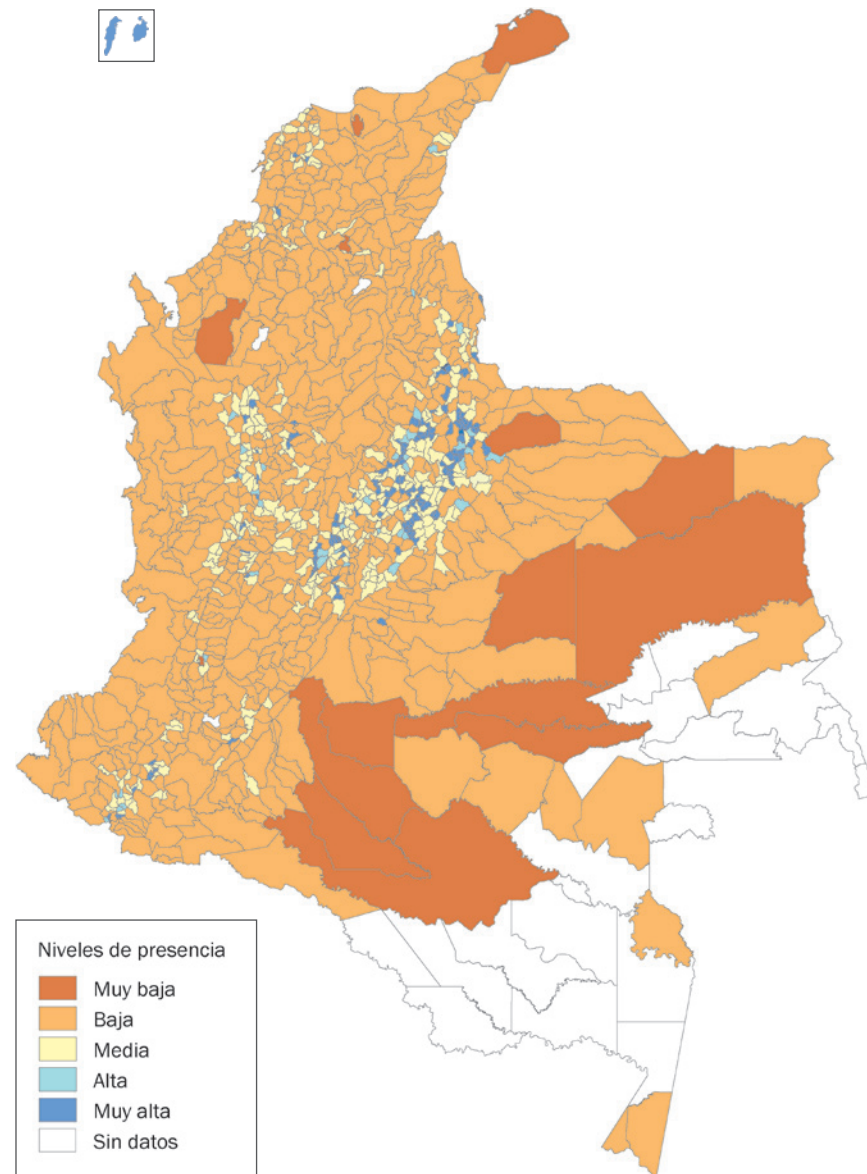 Niveles de presencia
Muy baja
Baja
Media
Alta
Muy alta
Sin datos